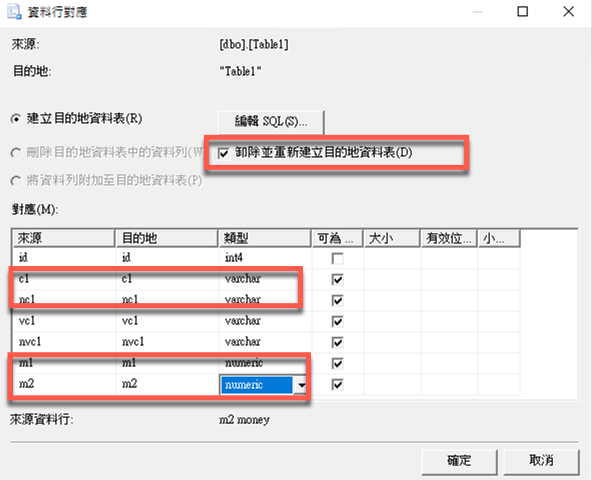 資料行對應
來源: [dbo].[Table1]
目的地: "Table1"
建立目的地資料表(R) 編輯 SQL(S)...
刪除目的地資料表中的資料列(W 卸除並重新建立目的地資料表(D)
將資料列附加至目的地資料表(P)
對應(M):
來源 目的地 類型 可為 ... 大小 有效位... 小...
id id int4
c1 c1 varchar
nc1 nc1 varchar
vc1 vc1 varchar
nvc1 nvc1 varchar
m1 m1 numeric
m2 m2 numeric
來源資料行: m2 money
確定 取消